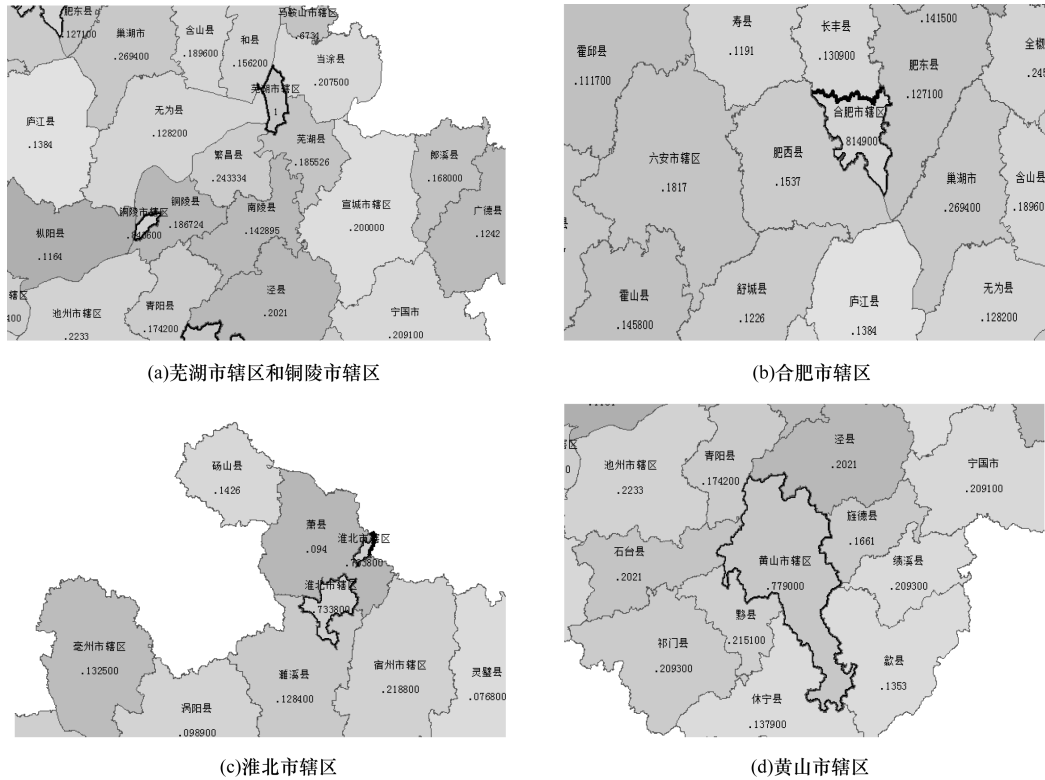 肥东县
.127100
巢湖市
.269400
含山县
.189600
和县
.156200
马鞍山市辖区
.6734
当涂县
.207500
芜湖市辖区
1
庐江县
.1384
无为县
.128200
繁昌县
.243334
芜湖县
.185526
郎溪县
.168000
铜陵市辖区
铜陵县
.186724
南陵县
.142895
宣城市辖区
.200000
广德县
.1242
枞阳县
.1164
辖区
400
池州市辖区
.2233
青阳县
.174200
泾县
.2021
宁国市
.209100
(a)芜湖市辖区和铜陵市辖区
寿县
.1191
长丰县
.130900
.141500
霍邱县
.111700
肥东县
.127100
全椒
.245
合肥市辖区
814900
六安市辖区
.1817
肥西县
.1537
巢湖市
.269400
含山县
.18960
霍山县
.145800
舒城县
.1226
庐江县
.1384
无为县
.128200
(b)合肥市辖区
砀山县
.1426
萧县
.094
淮北市辖区
淮北市辖区
.733800
亳州市辖区
.132500
濉溪县
.128400
宿州市辖区
.218800
灵璧县
.076800
涡阳县
.098900
(c)淮北市辖区
池州市辖区
.2233
青阳县
.174200
泾县
.2021
宁国市
.209100
旌德县
.1661
石台县
.2021
黄山市辖区
.779000
绩溪县
.209300
黟县
.215100
祁门县
.209300
歙县
.1353
休宁县
.137900
(d)黄山市辖区